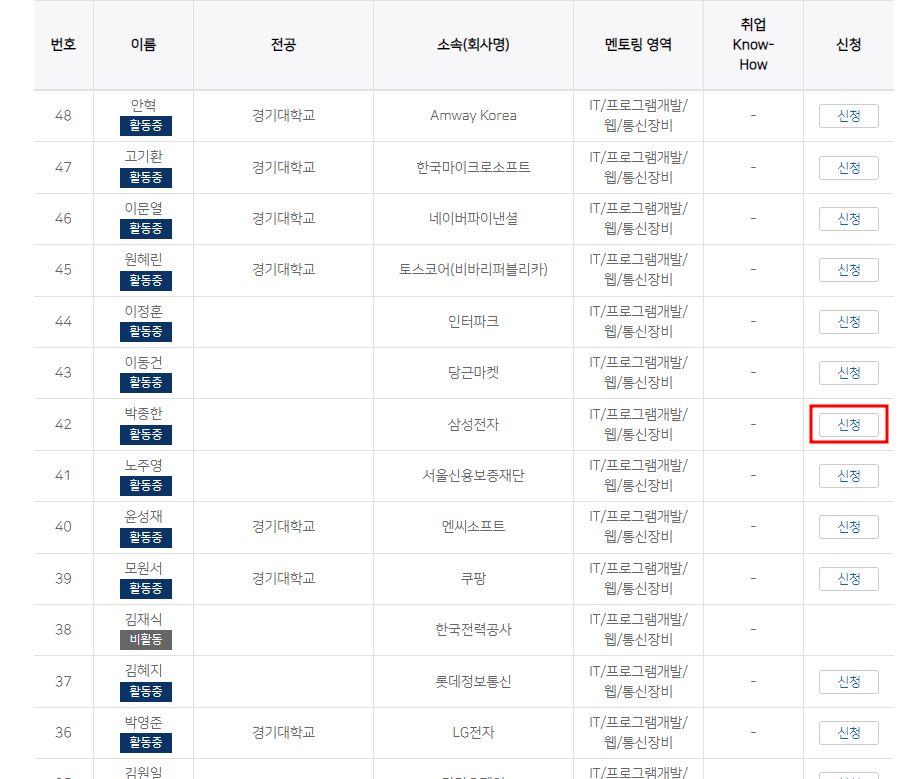 번호 이름 전공 소속(회사명) 멘토링 영역 취업 Know-How 신청
48 안혁 활동중 경기대학교 Amway Korea IT/프로그램개발/웹/통신장비 - 신청
47 고기환 활동중 경기대학교 한국마이크로소프트 IT/프로그램개발/웹/통신장비 - 신청
46 이문열 활동중 경기대학교 네이버파이낸셜 IT/프로그램개발/웹/통신장비 - 신청
45 원혜린 활동중 경기대학교 토스코어(비바리퍼블리카) IT/프로그램개발/웹/통신장비 - 신청
44 이정훈 활동중 인터파크 IT/프로그램개발/웹/통신장비 - 신청
43 이동건 활동중 당근마켓 IT/프로그램개발/웹/통신장비 - 신청
42 박종한 활동중 삼성전자 IT/프로그램개발/웹/통신장비 - 신청
41 노주영 활동중 서울신용보증재단 IT/프로그램개발/웹/통신장비 - 신청
40 윤성재 활동중 경기대학교 엔씨소프트 IT/프로그램개발/웹/통신장비 - 신청
39 모원서 활동중 경기대학교 쿠팡 IT/프로그램개발/웹/통신장비 - 신청
38 김재식 비활동 한국전력공사 IT/프로그램개발/웹/통신장비 -
37 김혜지 활동중 롯데정보통신 IT/프로그램개발/웹/통신장비 - 신청
36 박영준 활동중 경기대학교 LG전자 IT/프로그램개발/웹/통신장비 - 신청
김원일 IT/프로그램개발/